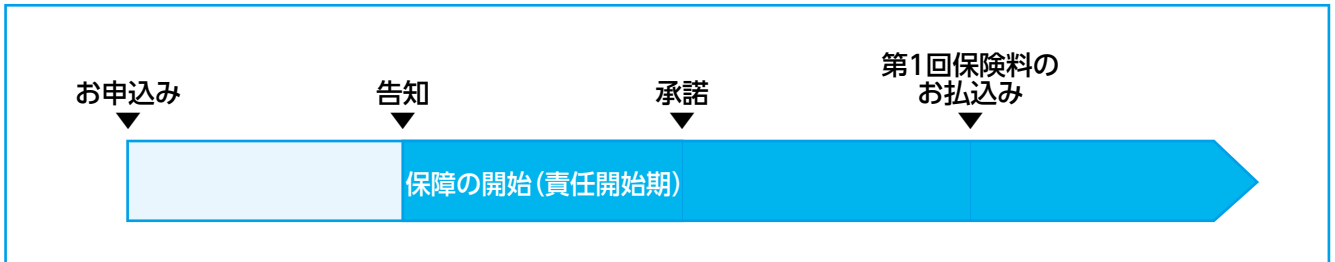 お申込み
告知
承諾
第1回保険料の
お払込み
保障の開始(責任開始期)